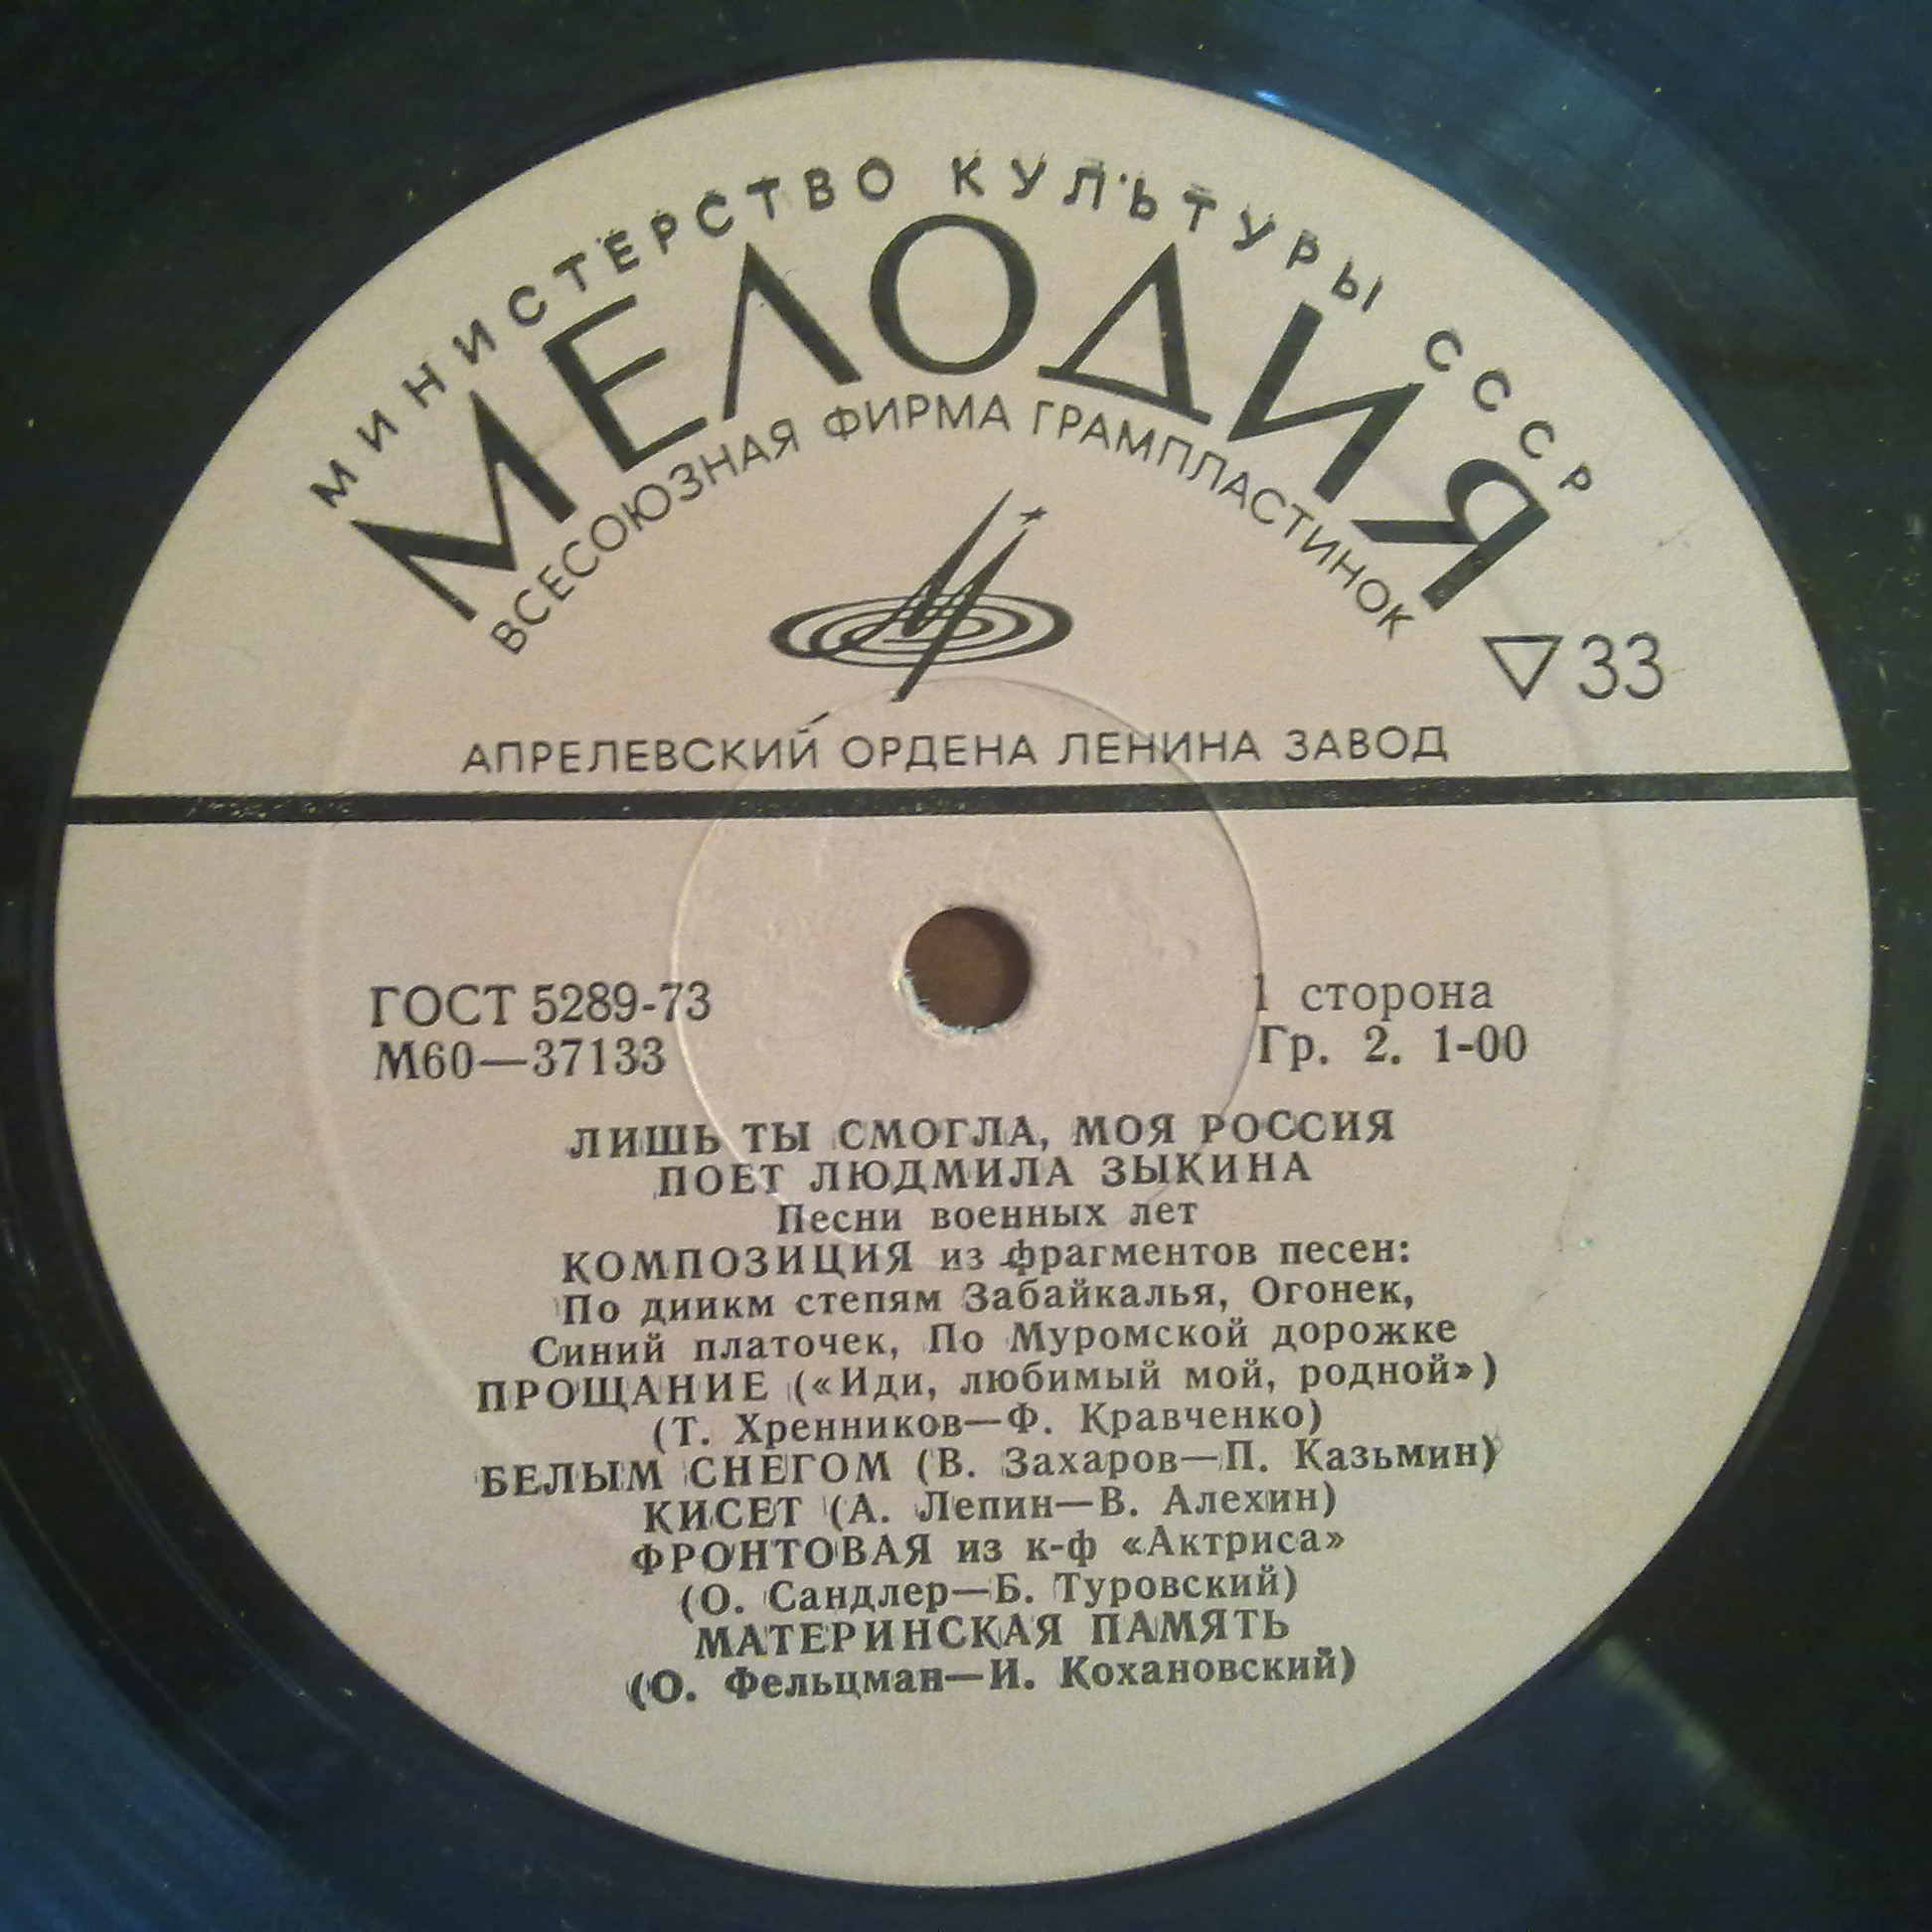 МИНИСТЕРСТВО КУЛЬТУРЫ СССР
МЕЛОДИЯ
ВСЕСОЮЗНАЯ ФИРМА ГРАМПЛАСТИНОК
33
АПРЕЛЕВСКИЙ ОРДЕНА ЛЕНИНА ЗАВОД
ГОСТ 5289-73
1 сторона
М60—37133
Гр. 2. 1-00
ЛИШЬ ТЫ СМОГЛА, МОЯ РОССИЯ
ПОЕТ ЛЮДМИЛА ЗЫКИНА
Песни военных лет
КОМПОЗИЦИЯ из фрагментов песен:
По диикм степям Забайкалья, Огонек,
Синий платочек, По Муромской дорожке
ПРОЩАНИЕ («Иди, любимый мой, родной»)
(Т. Хренников—Ф. Кравченко)
БЕЛЫМ СНЕГОМ (В. Захаров—П. Казьмин)
КИСЕТ (А. Лепин—В. Алехин)
ФРОНТОВАЯ из к-ф «Актриса»
(О. Сандлер—Б. Туровский)
МАТЕРИНСКАЯ ПАМЯТЬ
(О. Фельцман—И. Кохановский)